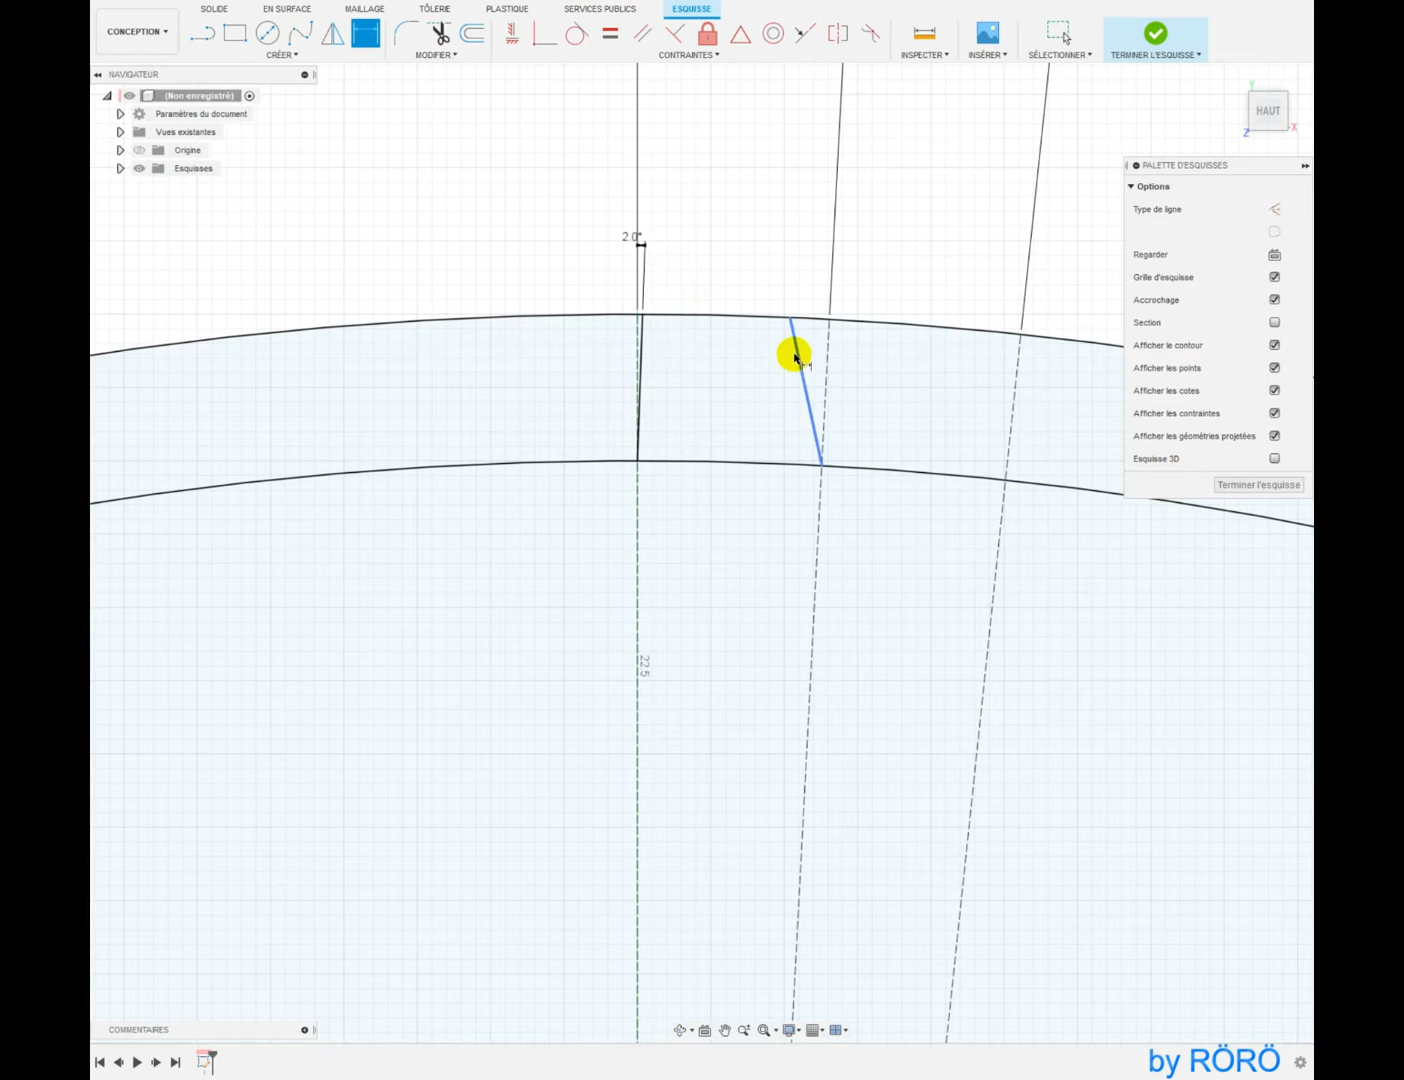 SOLIDE
EN SURFACE
MAILLAGE
TÔLERIE
PLASTIQUE
SERVICES PUBLICS
ESQUISSE
CONCEPTION
CRÉER
MODIFIER
CONTRAINTES
INSPECTER
INSÉRER
SÉLECTIONNER
TERMINER L'ESQUISSE
NAVIGATEUR
(Non enregistré)
Paramètres du document
Vues existantes
Origine
Esquisses
Y
HAUT
X
Z
PALETTE D'ESQUISSES
Options
Type de ligne
Regarder
Grille d'esquisse
Accrochage
Section
Afficher le contour
Afficher les points
Afficher les cotes
Afficher les contraintes
Afficher les géométries projetées
Esquisse 3D
Terminer l'esquisse
2.0°
22.5
COMMENTAIRES
by RÖRÖ